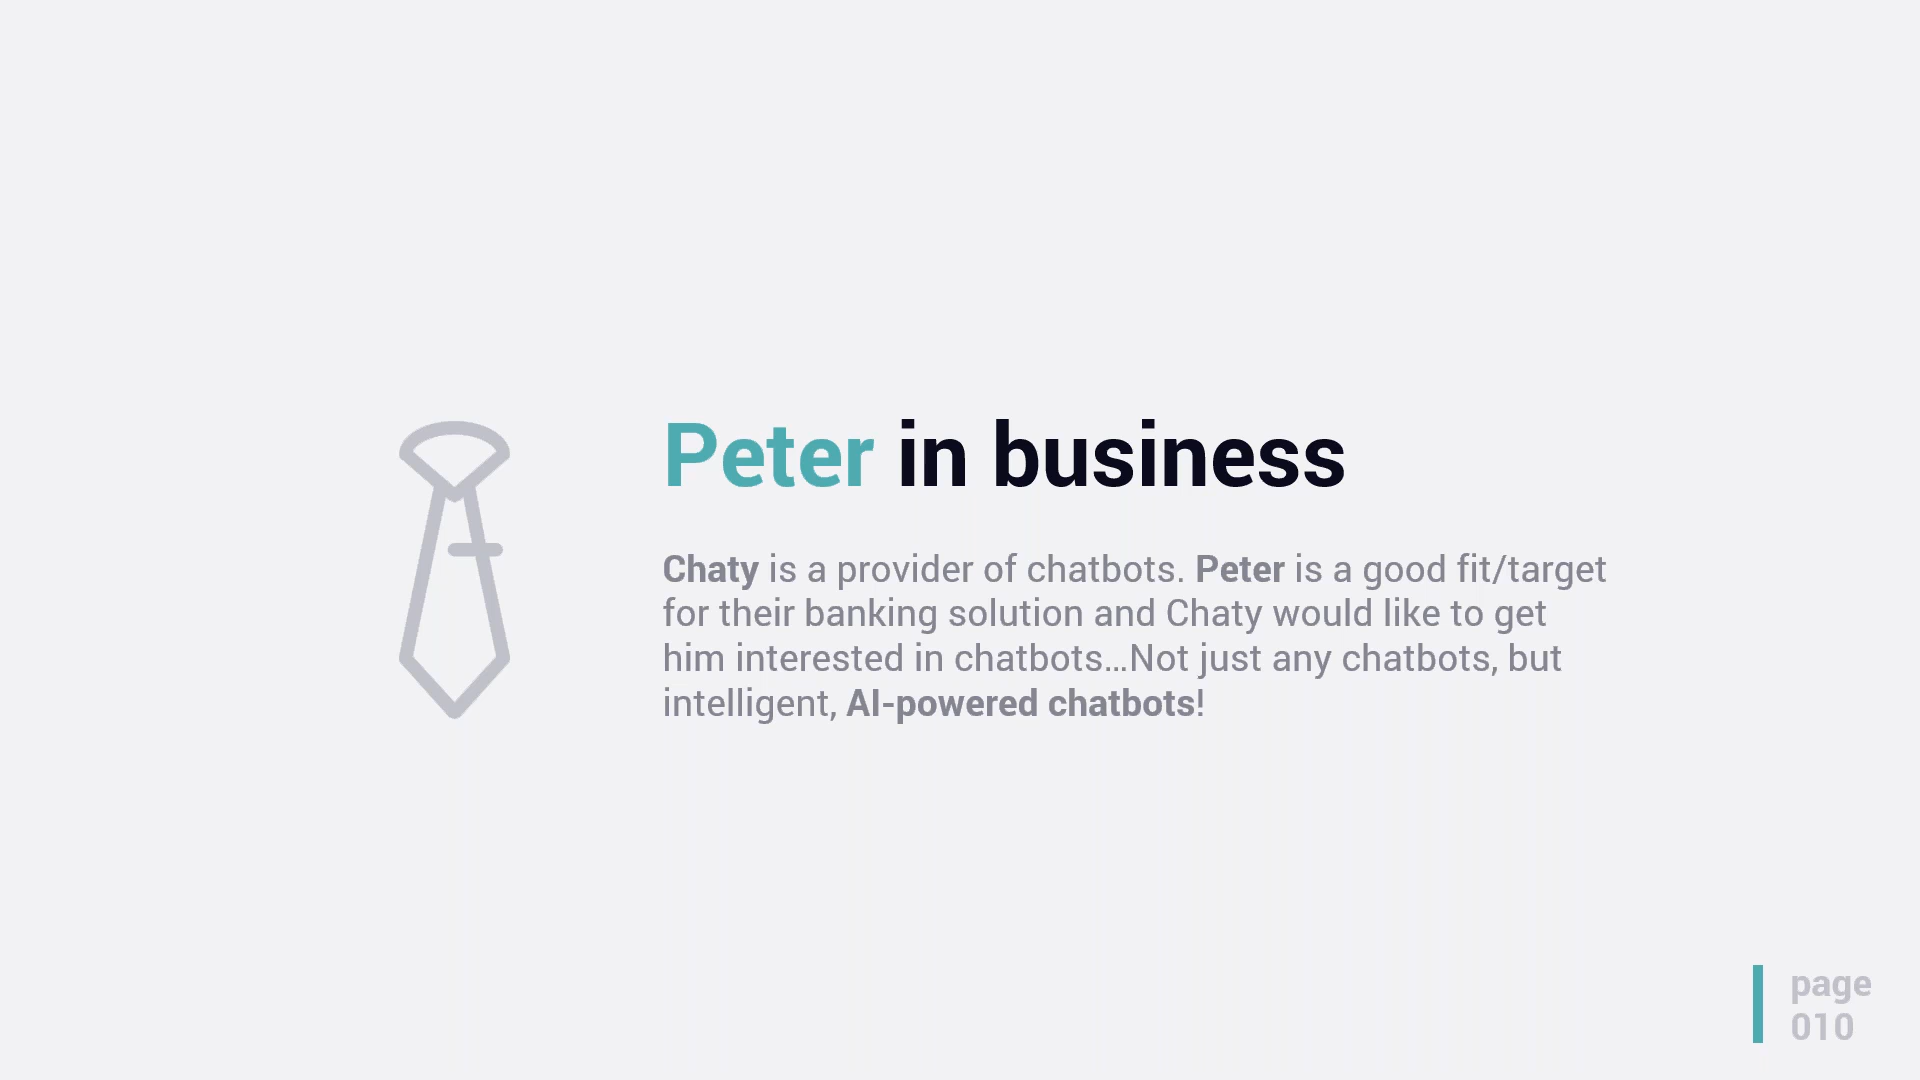 Peter in business
Chaty is a provider of chatbots. Peter is a good fit/target
for their banking solution and Chaty would like to get
him interested in chatbots...Not just any chatbots, but
intelligent, AI-powered chatbots!
page
010